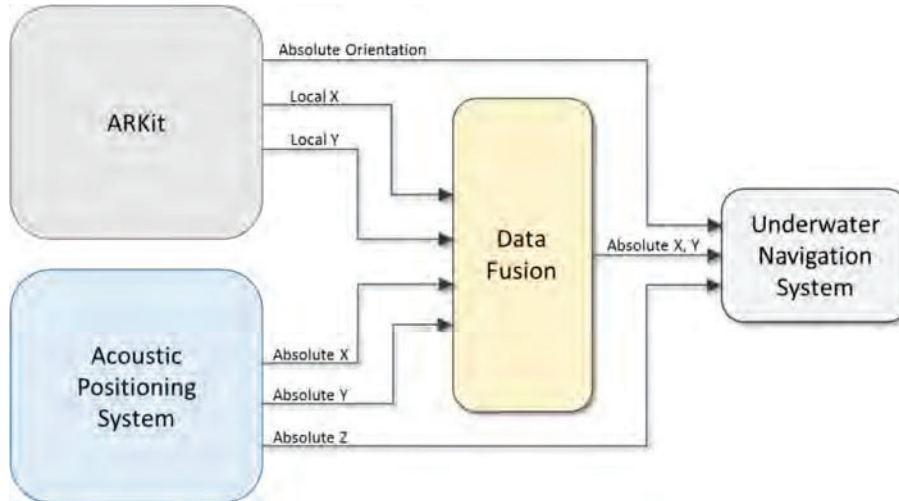 ARKit
Absolute Orientation
Local X
Local Y
Data
Fusion
Absolute X, Y
Underwater
Navigation
System
Acoustic
Positioning
System
Absolute X
Absolute Y
Absolute Z